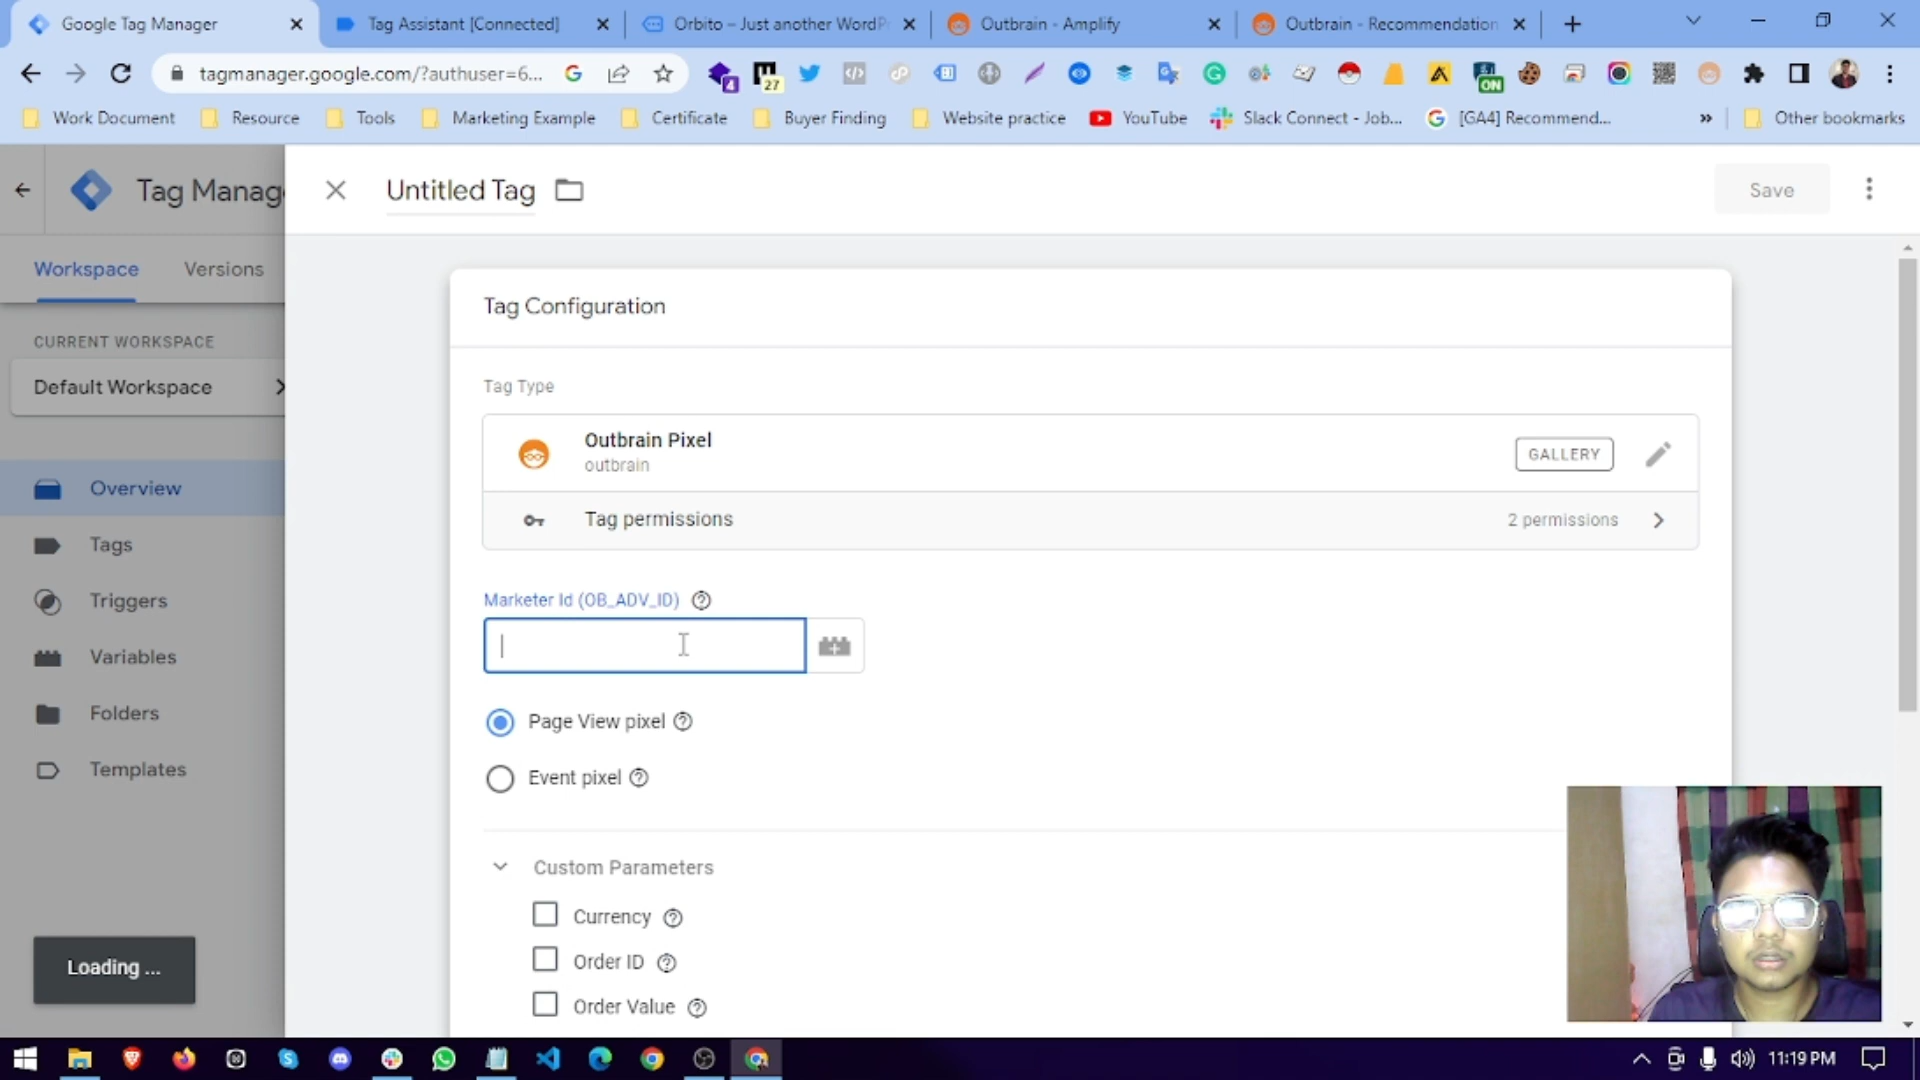 Google Tag Manager
Tag Assistant [Connected]
Orbito – Just another WordPr
Outbrain - Amplify
Outbrain - Recommendation
tagmanager.google.com/?authuser=6...
4
27
ON
Work Document
Resource
Tools
Marketing Example
Certificate
Buyer Finding
Website practice
YouTube
Slack Connect - Job...
[GA4] Recommend...
»
Other bookmarks
Tag Manag
Untitled Tag
Save
Workspace
Versions
Tag Configuration
CURRENT WORKSPACE
Default Workspace
Tag Type
Outbrain Pixel
outbrain
GALLERY
Overview
Tag permissions
2 permissions
Tags
Triggers
Marketer Id (OB_ADV_ID)
Variables
Folders
Page View pixel
Templates
Event pixel
Custom Parameters
Currency
Loading ...
Order ID
Order Value
11:19 PM